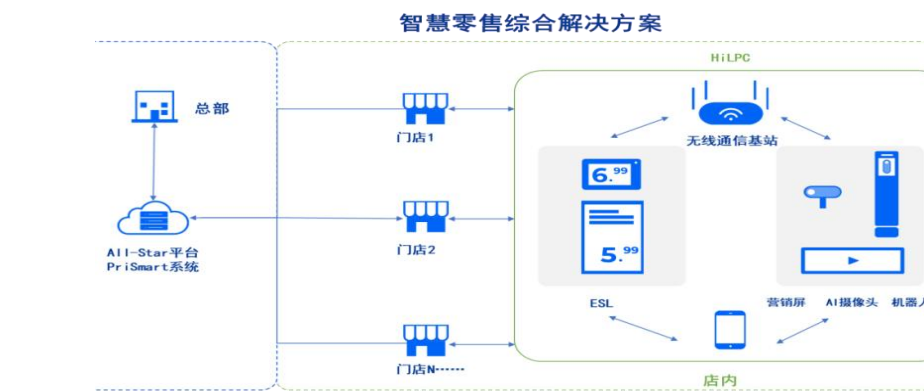 智慧零售综合解决方案
HiLPC
总部
门店1
无线通信基站
6.99
All-Star平台
PriSmart系统
门店2
5.99
ESL
营销屏 AI摄像头 机器人
门店N……
店内